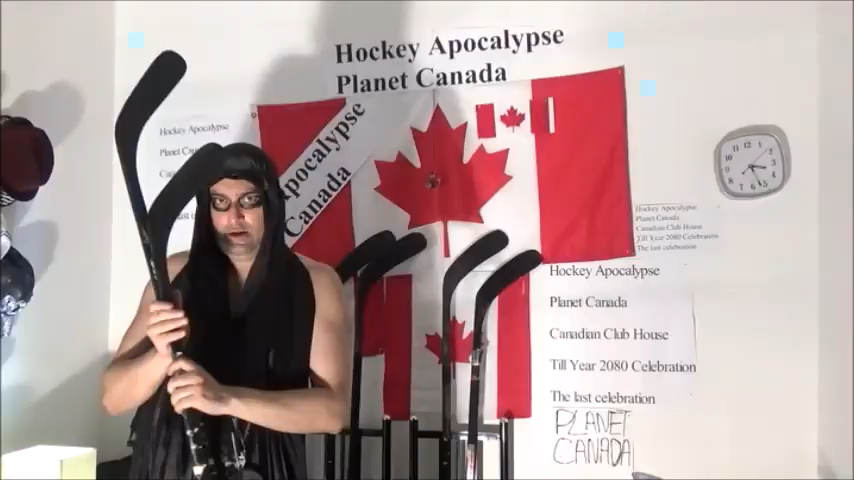 Hockey Apocalypse
Planet Canada
Hockey Apocalypse
Planet
Apocalypse
Canada
Hockey Apocalypse
Planet Canada
Canadian Club House
Till Year 2080 Celebration
The last celebration
Hockey Apocalypse
Planet Canada
Canadian Club House
Till Year 2080 Celebration
The last celebration
PLANET
CANADA